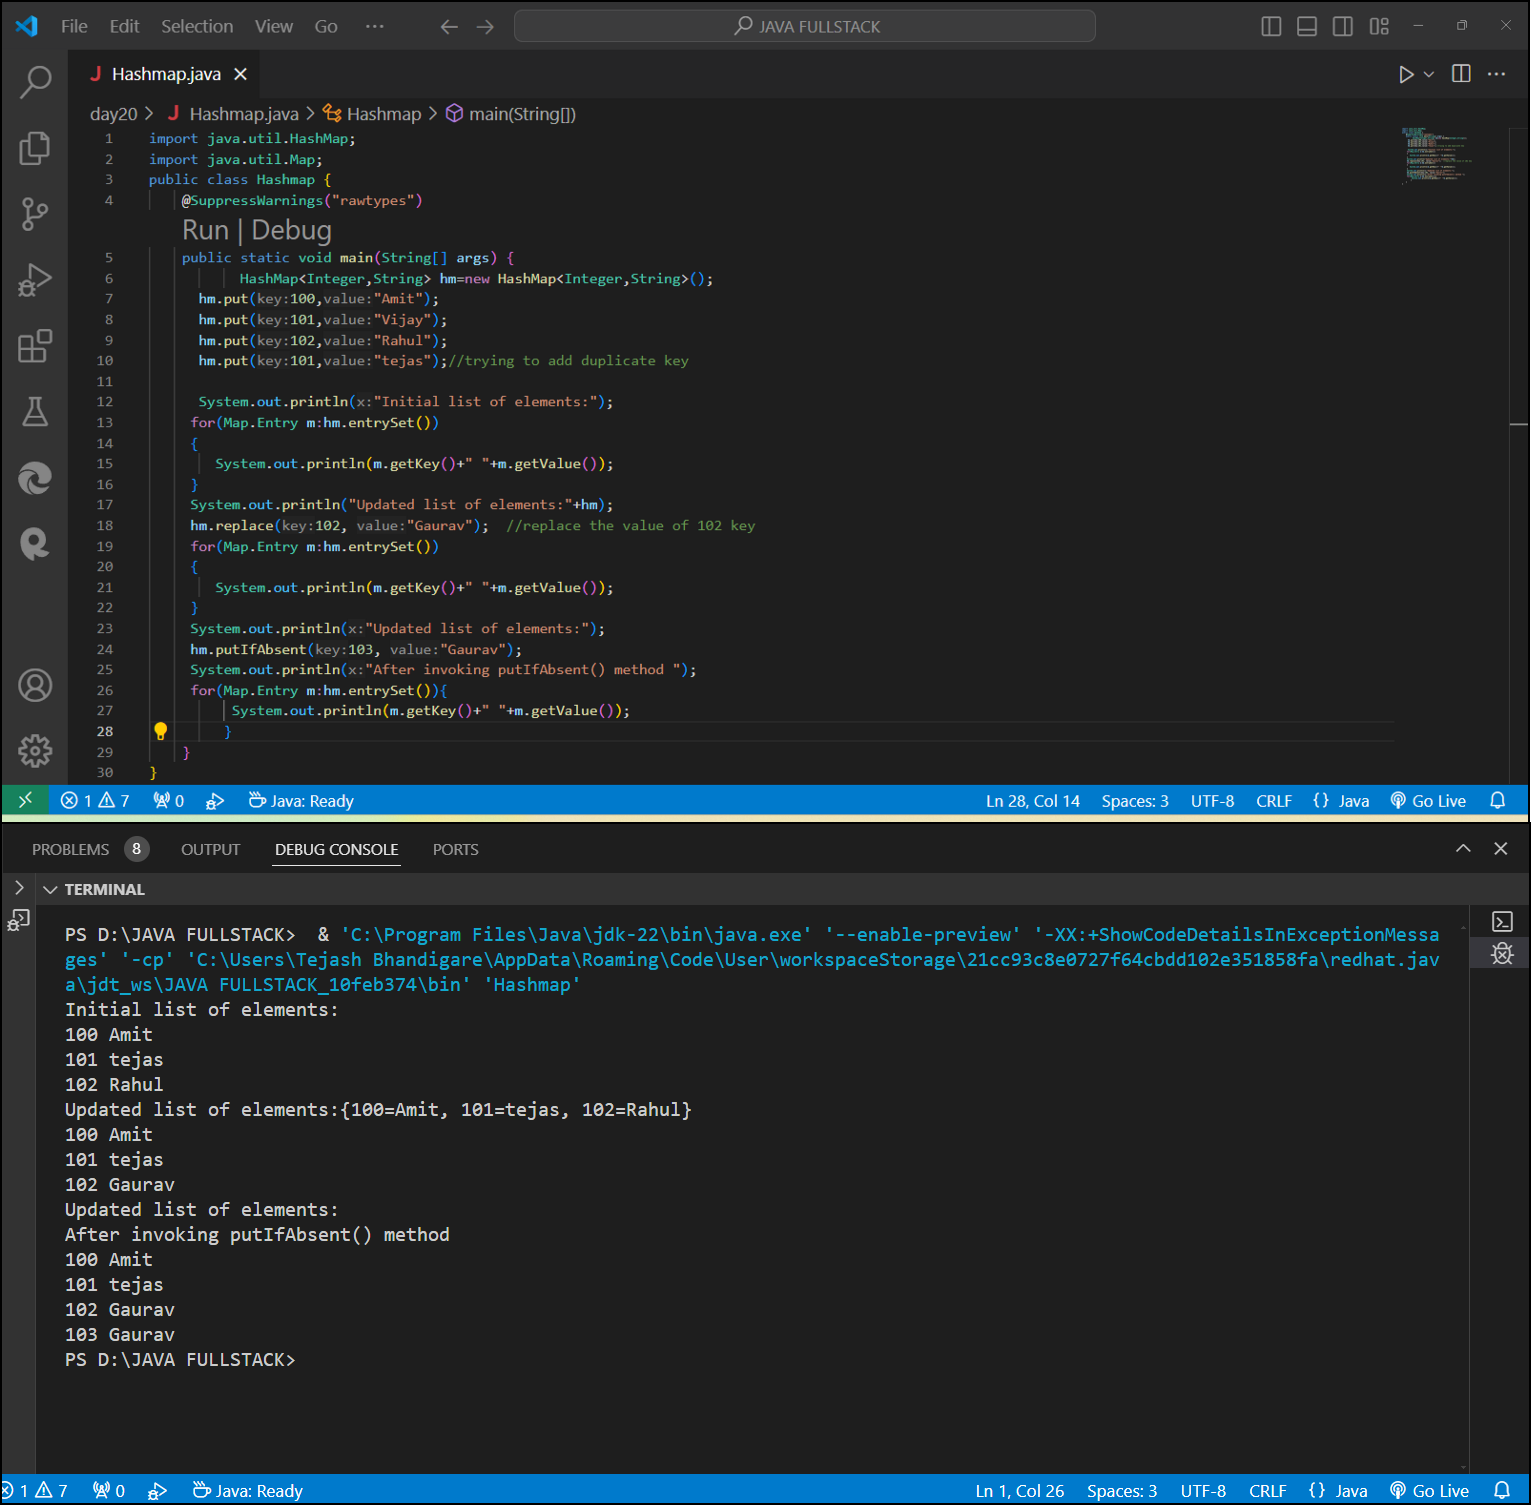 File Edit Selection View Go ··· JAVA FULLSTACK
Hashmap.java
day20 > Hashmap.java > Hashmap > main(String[])
1 import java.util.HashMap;
2 import java.util.Map;
3 public class Hashmap {
4 @SuppressWarnings("rawtypes")
Run | Debug
5 public static void main(String[] args) {
6 HashMap<Integer,String> hm=new HashMap<Integer,String>();
7 hm.put(key:100,value:"Amit");
8 hm.put(key:101,value:"Vijay");
9 hm.put(key:102,value:"Rahul");
10 hm.put(key:101,value:"tejas");//trying to add duplicate key
11
12 System.out.println(x:"Initial list of elements:");
13 for(Map.Entry m:hm.entrySet())
14 {
15 System.out.println(m.getKey()+" "+m.getValue());
16 }
17 System.out.println("Updated list of elements:"+hm);
18 hm.replace(key:102, value:"Gaurav"); //replace the value of 102 key
19 for(Map.Entry m:hm.entrySet())
20 {
21 System.out.println(m.getKey()+" "+m.getValue());
22 }
23 System.out.println(x:"Updated list of elements:");
24 hm.putIfAbsent(key:103, value:"Gaurav");
25 System.out.println(x:"After invoking putIfAbsent() method ");
26 for(Map.Entry m:hm.entrySet()){
27 System.out.println(m.getKey()+" "+m.getValue());
28 }
29 }
30 }
1 7 0 Java: Ready Ln 28, Col 14 Spaces: 3 UTF-8 CRLF {} Java Go Live
PROBLEMS 8 OUTPUT DEBUG CONSOLE PORTS
TERMINAL
PS D:\JAVA FULLSTACK> & 'C:\Program Files\Java\jdk-22\bin\java.exe' '--enable-preview' '-XX:+ShowCodeDetailsInExceptionMessa
ges' '-cp' 'C:\Users\Tejash Bhandigare\AppData\Roaming\Code\User\workspaceStorage\21cc93c8e0727f64cbdd102e351858fa\redhat.jav
a\jdt_ws\JAVA FULLSTACK_10feb374\bin' 'Hashmap'
Initial list of elements:
100 Amit
101 tejas
102 Rahul
Updated list of elements:{100=Amit, 101=tejas, 102=Rahul}
100 Amit
101 tejas
102 Gaurav
Updated list of elements:
After invoking putIfAbsent() method
100 Amit
101 tejas
102 Gaurav
103 Gaurav
PS D:\JAVA FULLSTACK>
1 7 0 Java: Ready Ln 1, Col 26 Spaces: 3 UTF-8 CRLF {} Java Go Live